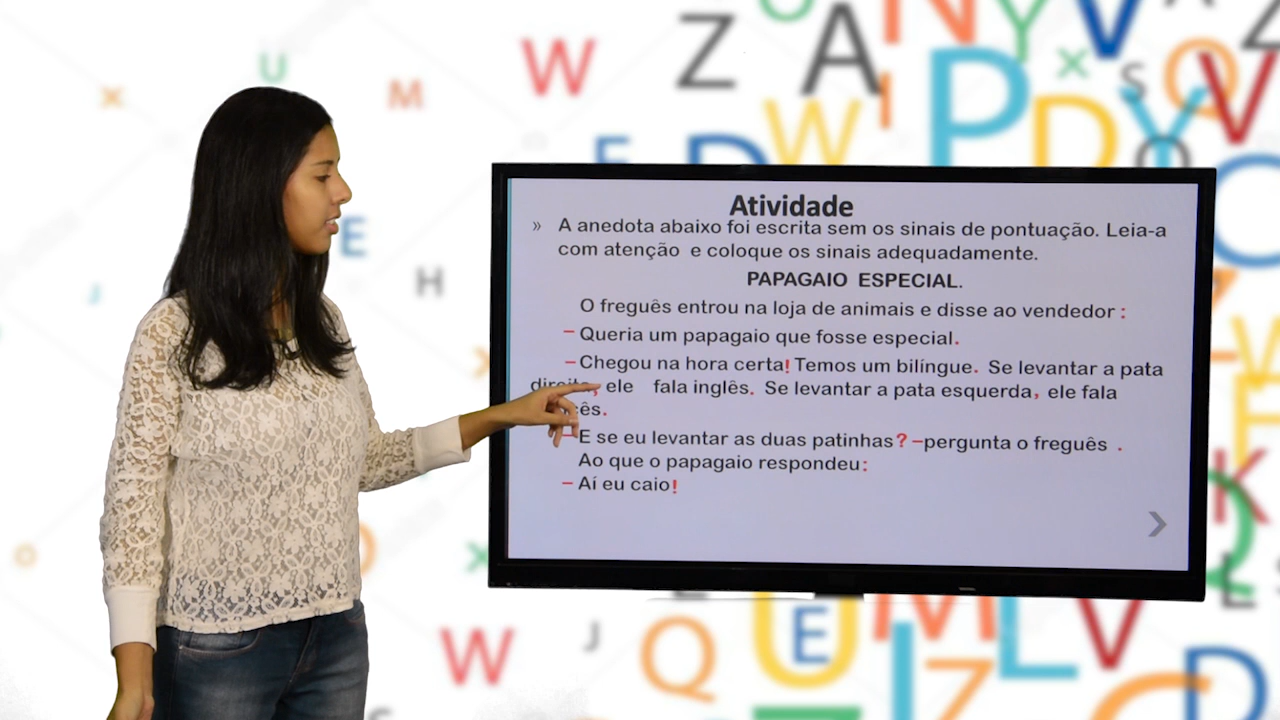 Atividade
» A anedota abaixo foi escrita sem os sinais de pontuação. Leia-a
com atenção e coloque os sinais adequadamente.
PAPAGAIO ESPECIAL.
O freguês entrou na loja de animais e disse ao vendedor :
– Queria um papagaio que fosse especial.
– Chegou na hora certa! Temos um bilíngue. Se levantar a pata
direita, ele fala inglês. Se levantar a pata esquerda, ele fala
– E se eu levantar as duas patinhas? –pergunta o freguês .
Ao que o papagaio respondeu:
– Aí eu caio!